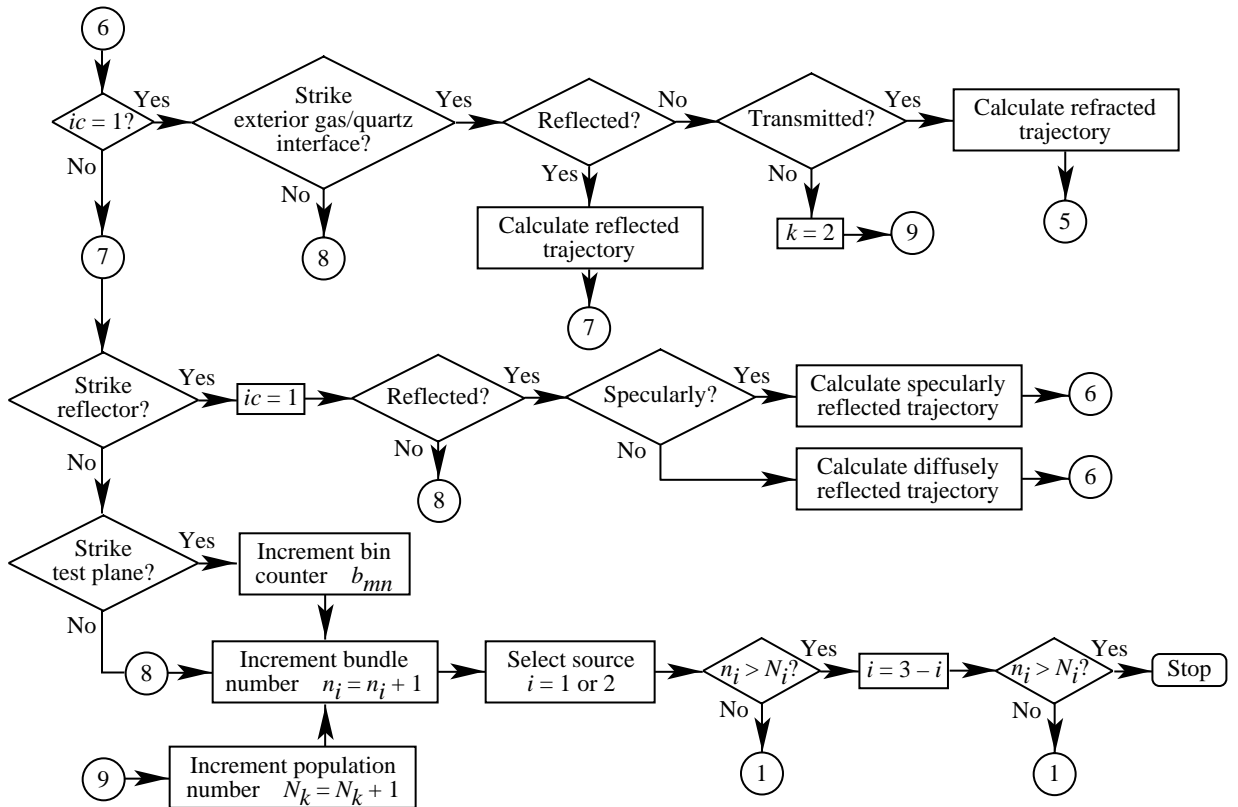 6
ic = 1?
Yes
No
Strike
exterior gas/quartz
interface?
Yes
No
8
Reflected?
No
Yes
Calculate reflected
trajectory
7
Transmitted?
Yes
No
k = 2
9
Calculate refracted
trajectory
5
7
Strike
reflector?
Yes
No
ic = 1
Reflected?
Yes
No
8
Specularly?
Yes
No
Calculate specularly
reflected trajectory
6
Calculate diffusely
reflected trajectory
6
Strike
test plane?
Yes
No
Increment bin
counter b_{mn}
8
Increment bundle
number n_i = n_i + 1
Select source
i = 1 or 2
n_i > N_i?
Yes
No
1
i = 3 – i
n_i > N_i?
Yes
No
1
Stop
9
Increment population
number N_k = N_k + 1